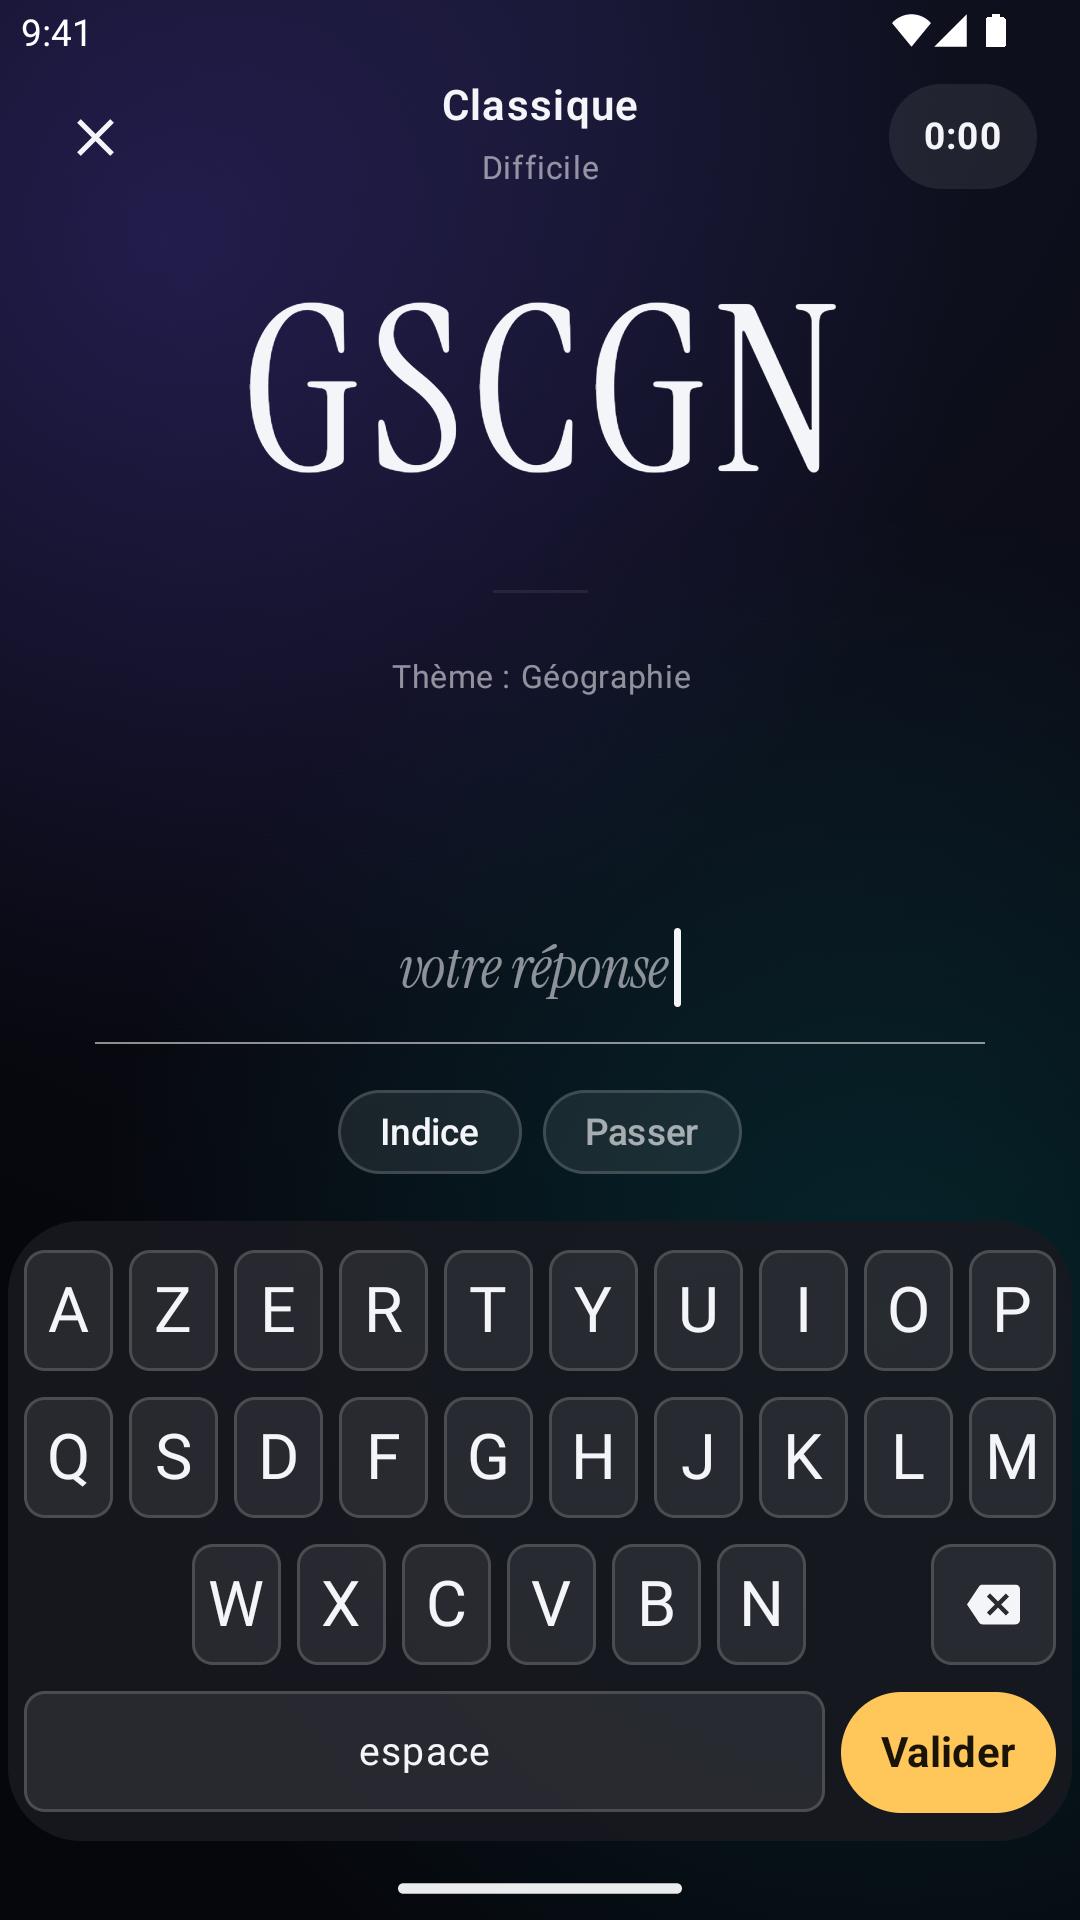 9:41
Classique
Difficile
0:00
GSCGN
Thème : Géographie
votre réponse
Indice
Passer
A Z E R T Y U I O P
Q S D F G H J K L M
W X C V B N
espace
Valider